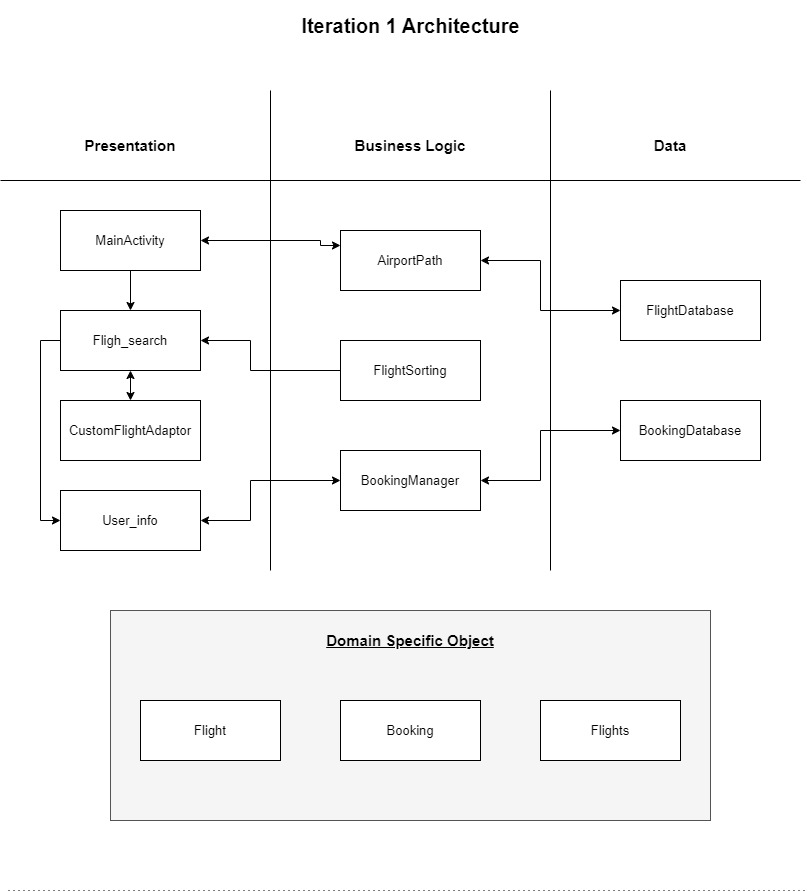 Iteration 1 Architecture
Presentation
Business Logic
Data
MainActivity
AirportPath
FlightDatabase
Fligh_search
FlightSorting
CustomFlightAdaptor
BookingDatabase
BookingManager
User_info
Domain Specific Object
Flight
Booking
Flights